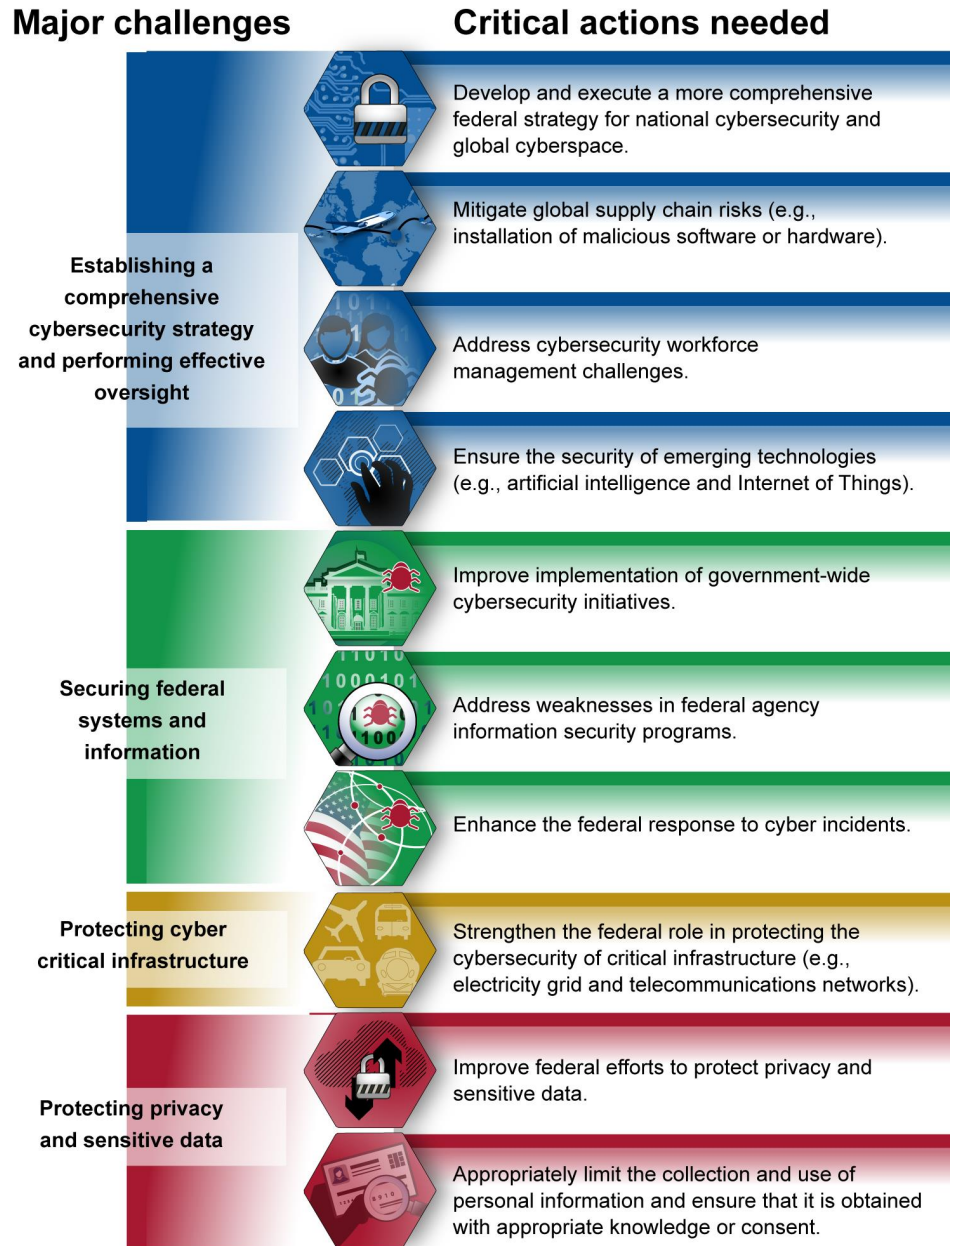 Major challenges
Critical actions needed
Establishing a
comprehensive
cybersecurity strategy
and performing effective
oversight
Develop and execute a more comprehensive
federal strategy for national cybersecurity and
global cyberspace.
Mitigate global supply chain risks (e.g.,
installation of malicious software or hardware).
Address cybersecurity workforce
management challenges.
Ensure the security of emerging technologies
(e.g., artificial intelligence and Internet of Things).
Securing federal
systems and
information
Improve implementation of government-wide
cybersecurity initiatives.
Address weaknesses in federal agency
information security programs.
Enhance the federal response to cyber incidents.
Protecting cyber
critical infrastructure
Strengthen the federal role in protecting the
cybersecurity of critical infrastructure (e.g.,
electricity grid and telecommunications networks).
Protecting privacy
and sensitive data
Improve federal efforts to protect privacy and
sensitive data.
Appropriately limit the collection and use of
personal information and ensure that it is obtained
with appropriate knowledge or consent.